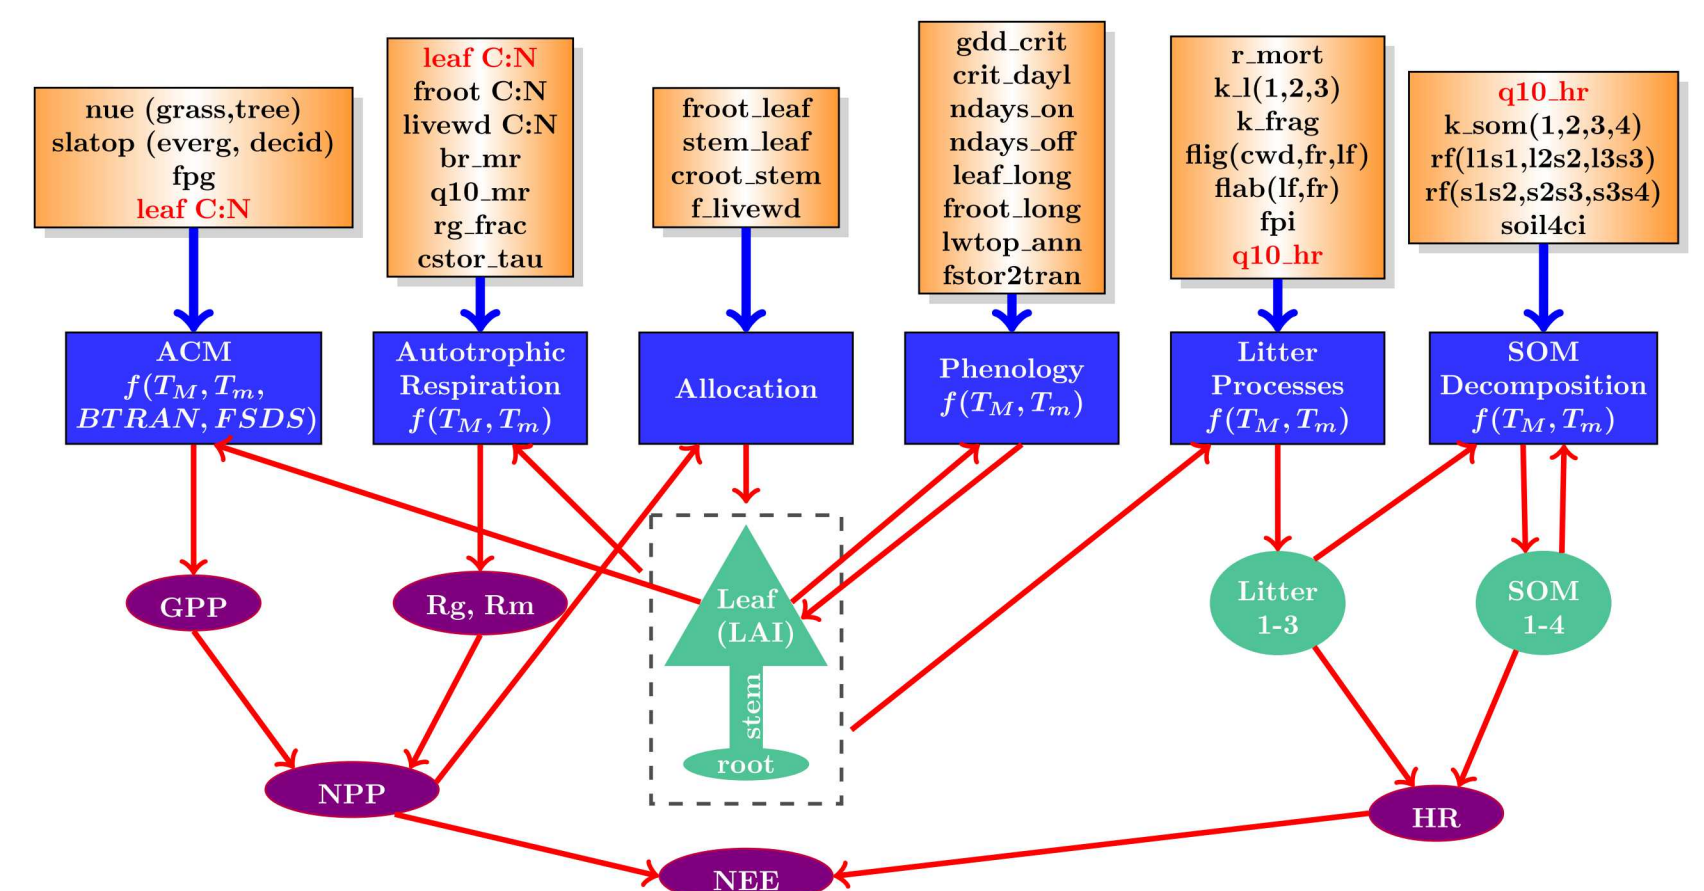 nue (grass,tree)
slatop (everg, decid)
fpg
leaf C:N
leaf C:N
froot C:N
livewd C:N
br_mr
q10_mr
rg_frac
cstor_tau
froot_leaf
stem_leaf
croot_stem
f_livewd
gdd_crit
crit_dayl
ndays_on
ndays_off
leaf_long
froot_long
lwtop_ann
fstor2tran
r_mort
k_l(1,2,3)
k_frag
flig(cwd,fr,lf)
flab(lf,fr)
fpi
q10_hr
q10_hr
k_som(1,2,3,4)
rf(l1s1,l2s2,l3s3)
rf(s1s2,s2s3,s3s4)
soil4ci
ACM
f(T_M, T_m,
BTRAN, FSDS)
Autotrophic
Respiration
f(T_M, T_m)
Allocation
Phenology
f(T_M, T_m)
Litter
Processes
f(T_M, T_m)
SOM
Decomposition
f(T_M, T_m)
GPP
Rg, Rm
Leaf
(LAI)
stem
root
Litter
1-3
SOM
1-4
NPP
HR
NEE